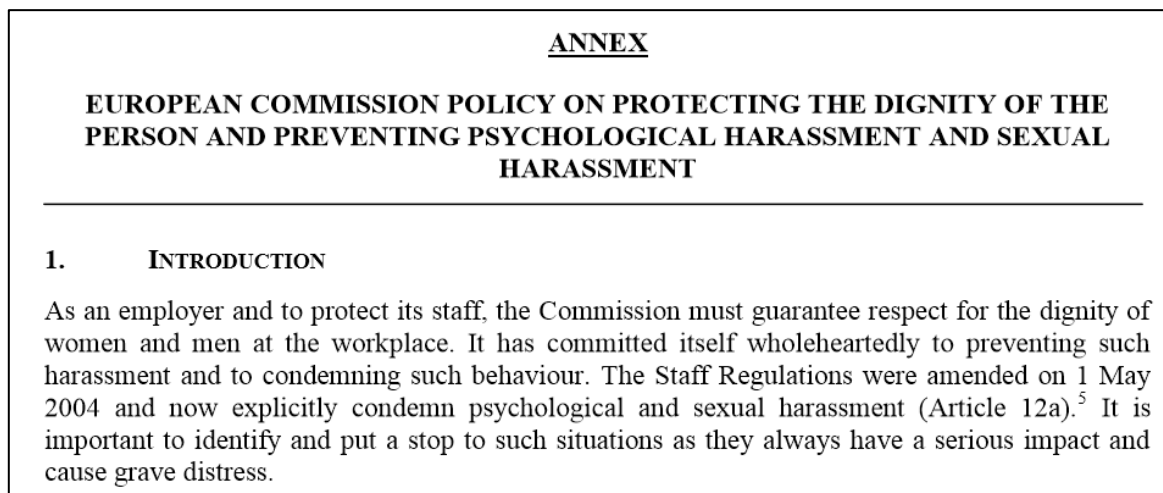 ANNEX
EUROPEAN COMMISSION POLICY ON PROTECTING THE DIGNITY OF THE
PERSON AND PREVENTING PSYCHOLOGICAL HARASSMENT AND SEXUAL
HARASSMENT
1. INTRODUCTION
As an employer and to protect its staff, the Commission must guarantee respect for the dignity of
women and men at the workplace. It has committed itself wholeheartedly to preventing such
harassment and to condemning such behaviour. The Staff Regulations were amended on 1 May
2004 and now explicitly condemn psychological and sexual harassment (Article 12a).⁵ It is
important to identify and put a stop to such situations as they always have a serious impact and
cause grave distress.